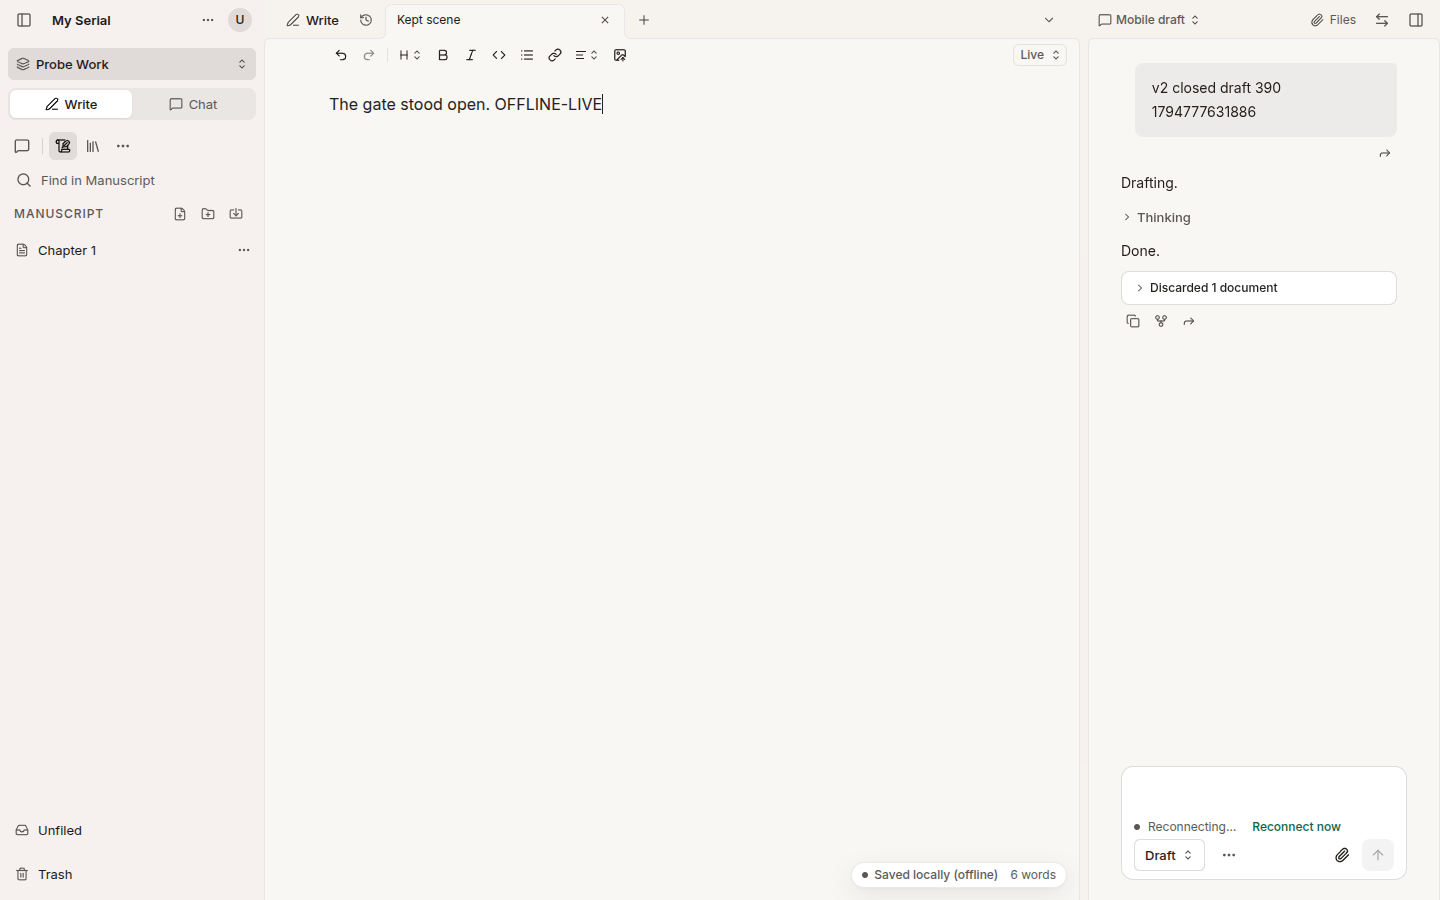 My Serial
U
Probe Work
Write
Chat
Find in Manuscript
MANUSCRIPT
Chapter 1
Unfiled
Trash
Write
Kept scene
H
B
I
Live
The gate stood open. OFFLINE-LIVE
Saved locally (offline) 6 words
Mobile draft
Files
v2 closed draft 390
1794777631886
Drafting.
Thinking
Done.
Discarded 1 document
Reconnecting... Reconnect now
Draft